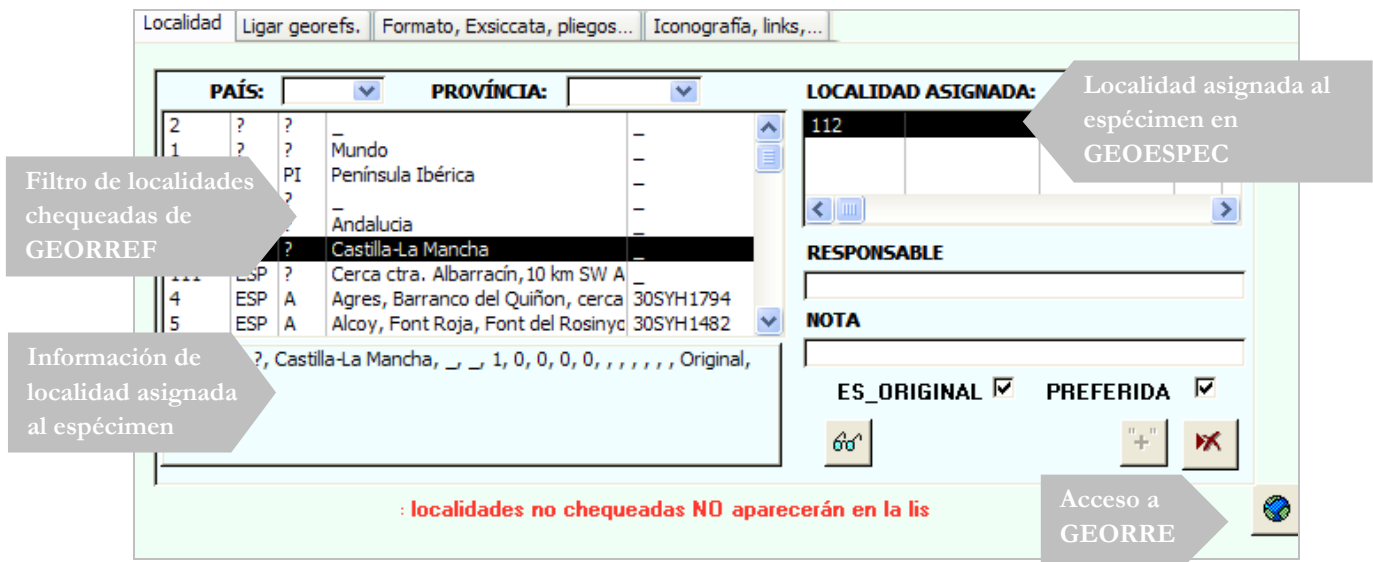 Localidad Ligar georefs. Formato, Exsiccata, pliegos... Iconografía, links,...
PAÍS: PROVÍNCIA: LOCALIDAD ASIGNADA:
Localidad asignada al
espécimen en
GEOESPEC
2 ? ? _ _
1 ? ? Mundo _
PI Península Ibérica _
? _ _
Andalucia _
? Castilla-La Mancha _
111 ESP ? Cerca ctra. Albarracín,10 km SW A _
4 ESP A Agres, Barranco del Quiñon, cerca 30SYH1794
5 ESP A Alcoy, Font Roja, Font del Rosinyc 30SYH1482
Filtro de localidades
chequeadas de
GEORREF
112
RESPONSABLE
NOTA
Información de
localidad asignada
al espécimen
?, Castilla-La Mancha, _, _, 1, 0, 0, 0, 0, , , , , , , Original,
ES_ORIGINAL PREFERIDA
"+"
: localidades no chequeadas NO aparecerán en la lis
Acceso a
GEORRE